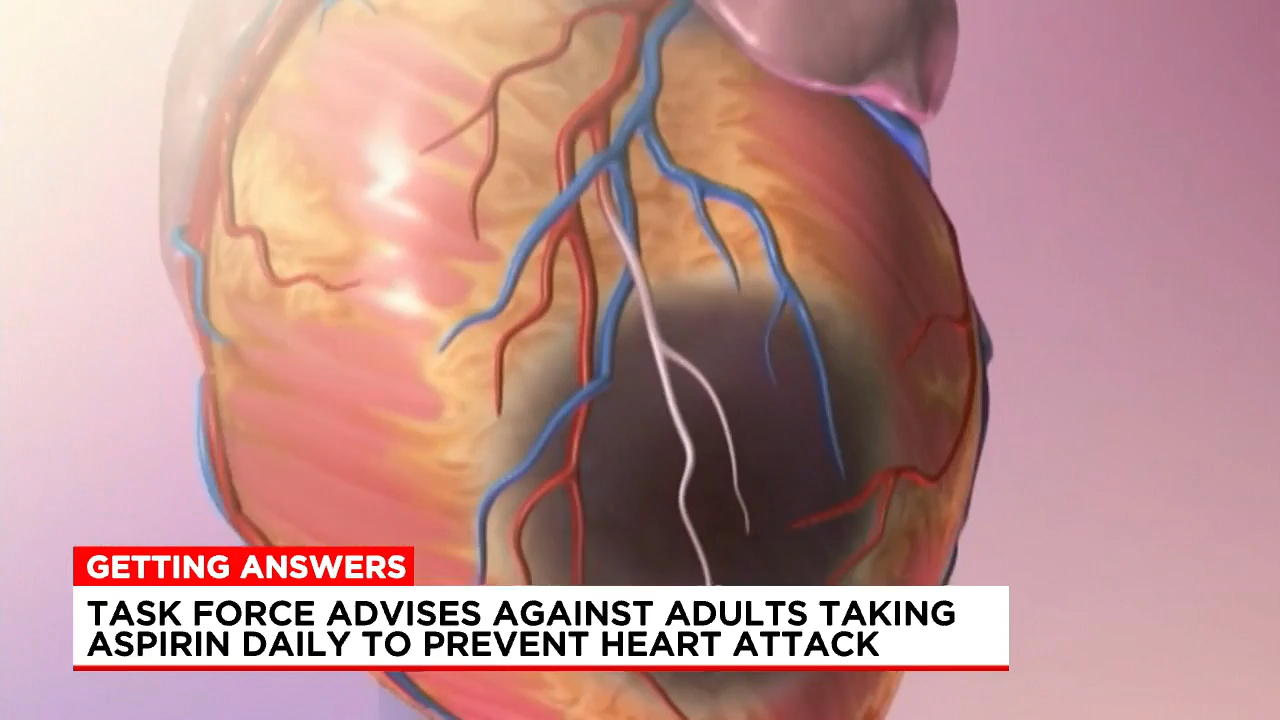 GETTING ANSWERS
TASK FORCE ADVISES AGAINST ADULTS TAKING
ASPIRIN DAILY TO PREVENT HEART ATTACK